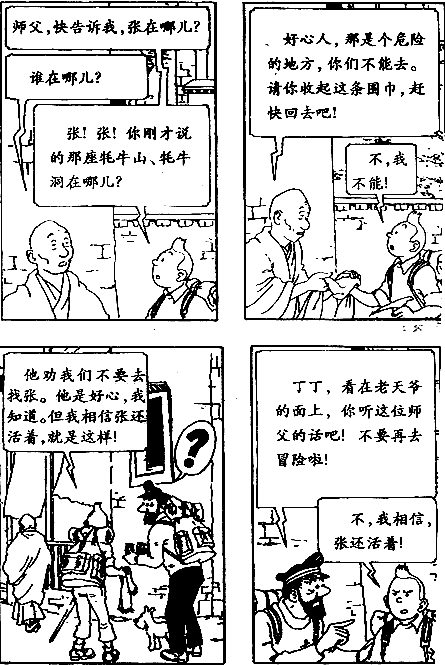 师父,快告诉我,张在哪儿?
谁在哪儿?
张!张!你刚才说
的那座牦牛山、牦牛
洞在哪儿?
好心人,那是个危险
的地方,你们不能去。
请你收起这条围巾,赶
快回去吧!
不,我
不能!
他劝我们不要去
找张。他是好心,我
知道。但我相信张还
活着,就是这样!
?
丁丁,看在老天爷
的面上,你听这位师
父的话吧!不要再去
冒险啦!
不,我相信,
张还活着!